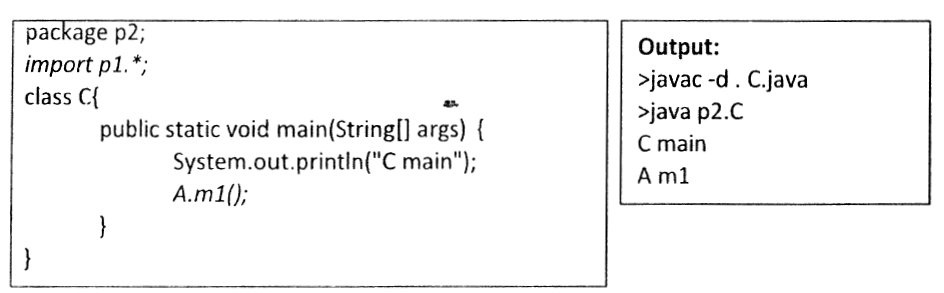 package p2;
import p1.*;
class C{
public static void main(String[] args) {
System.out.println("C main");
A.m1();
}
}
Output:
>javac -d . C.java
>java p2.C
C main
A m1